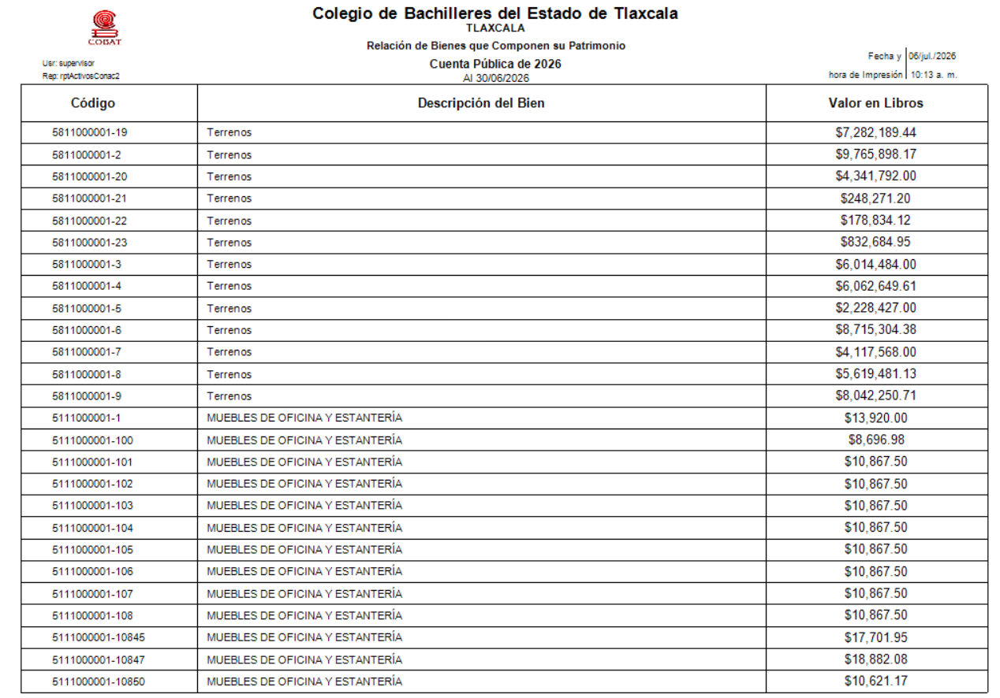 Colegio de Bachilleres del Estado de Tlaxcala
TLAXCALA
COBAT
Relación de Bienes que Componen su Patrimonio
Usr: supervisor
Cuenta Pública de 2026
Fecha y 06/jul./2026
Rep: rptActivosConac2
Al 30/06/2026
hora de Impresión 10:13 a. m.
Código Descripción del Bien Valor en Libros
5811000001-19 Terrenos $7,282,189.44
5811000001-2 Terrenos $9,765,898.17
5811000001-20 Terrenos $4,341,792.00
5811000001-21 Terrenos $248,271.20
5811000001-22 Terrenos $178,834.12
5811000001-23 Terrenos $832,684.95
5811000001-3 Terrenos $6,014,484.00
5811000001-4 Terrenos $6,062,649.61
5811000001-5 Terrenos $2,228,427.00
5811000001-6 Terrenos $8,715,304.38
5811000001-7 Terrenos $4,117,568.00
5811000001-8 Terrenos $5,619,481.13
5811000001-9 Terrenos $8,042,250.71
5111000001-1 MUEBLES DE OFICINA Y ESTANTERÍA $13,920.00
5111000001-100 MUEBLES DE OFICINA Y ESTANTERÍA $8,696.98
5111000001-101 MUEBLES DE OFICINA Y ESTANTERÍA $10,867.50
5111000001-102 MUEBLES DE OFICINA Y ESTANTERÍA $10,867.50
5111000001-103 MUEBLES DE OFICINA Y ESTANTERÍA $10,867.50
5111000001-104 MUEBLES DE OFICINA Y ESTANTERÍA $10,867.50
5111000001-105 MUEBLES DE OFICINA Y ESTANTERÍA $10,867.50
5111000001-106 MUEBLES DE OFICINA Y ESTANTERÍA $10,867.50
5111000001-107 MUEBLES DE OFICINA Y ESTANTERÍA $10,867.50
5111000001-108 MUEBLES DE OFICINA Y ESTANTERÍA $10,867.50
5111000001-10845 MUEBLES DE OFICINA Y ESTANTERÍA $17,701.95
5111000001-10847 MUEBLES DE OFICINA Y ESTANTERÍA $18,882.08
5111000001-10850 MUEBLES DE OFICINA Y ESTANTERÍA $10,621.17